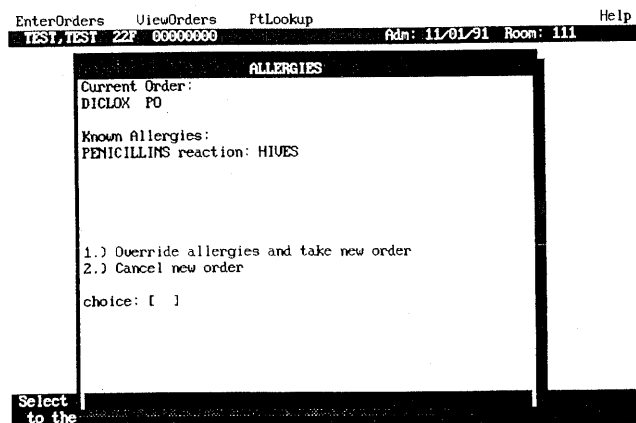 EnterOrders ViewOrders PtLookup Help
TEST,TEST 22F 00000000 Adm: 11/01/91 Room: 111
ALLERGIES
Current Order:
DICLOX PO
Known Allergies:
PENICILLINS reaction: HIVES
1.) Override allergies and take new order
2.) Cancel new order
choice: [ ]
Select
to the